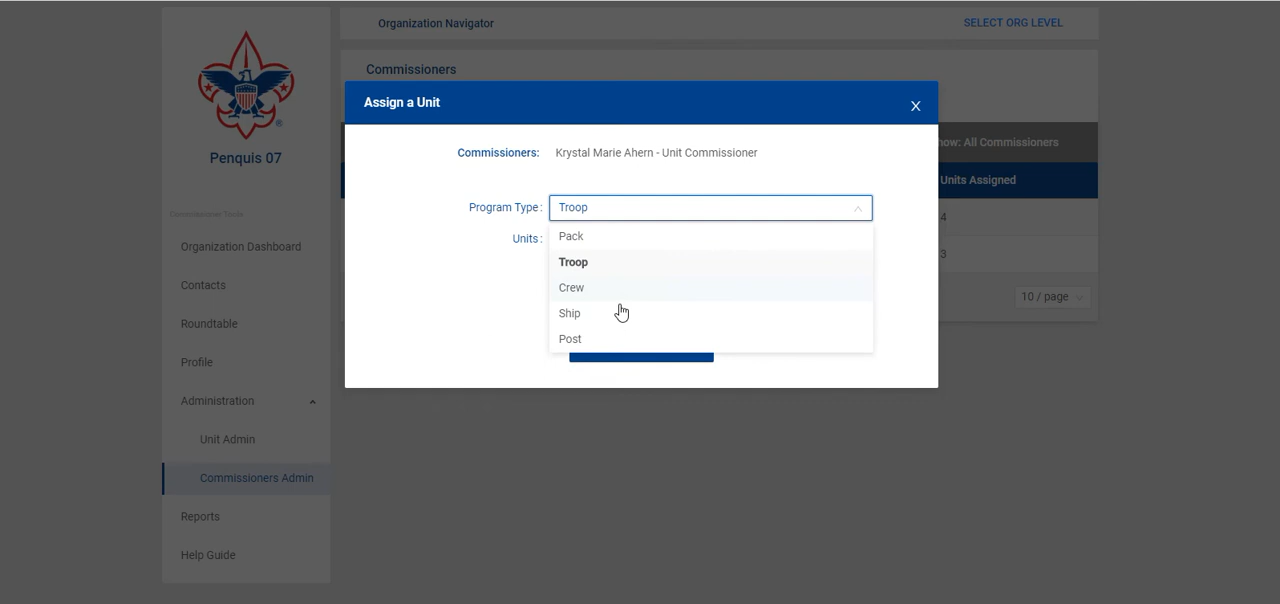 Organization Navigator
SELECT ORG LEVEL
Commissioners
Assign a Unit
X
Commissioners: Krystal Marie Ahern - Unit Commissioner
Program Type: Troop
Units:
Pack
Troop
Crew
Ship
Post
how: All Commissioners
Units Assigned
4
3
10 / page
®
Penquis 07
Commissioner Tools
Organization Dashboard
Contacts
Roundtable
Profile
Administration
Unit Admin
Commissioners Admin
Reports
Help Guide